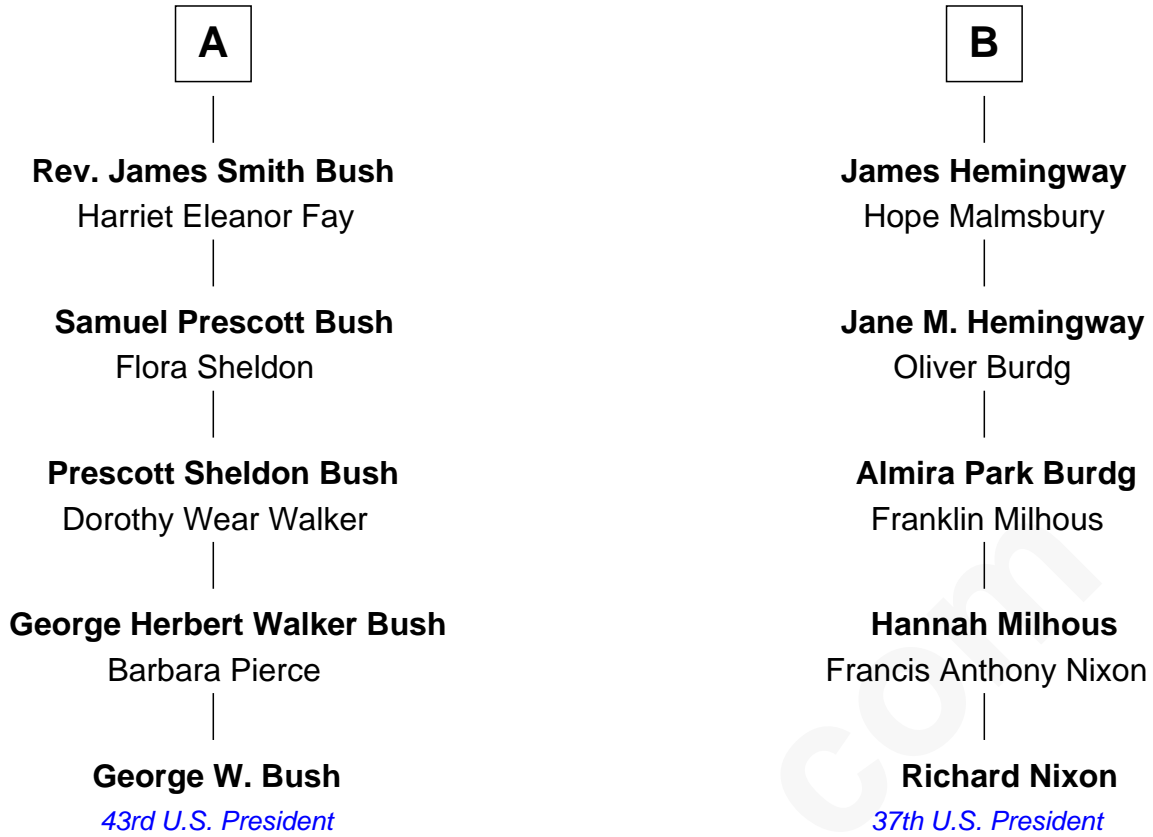 A
Rev. James Smith Bush
Harriet Eleanor Fay
Samuel Prescott Bush
Flora Sheldon
Prescott Sheldon Bush
Dorothy Wear Walker
George Herbert Walker Bush
Barbara Pierce
George W. Bush
43rd U.S. President
B
James Hemingway
Hope Malmsbury
Jane M. Hemingway
Oliver Burdg
Almira Park Burdg
Franklin Milhous
Hannah Milhous
Francis Anthony Nixon
Richard Nixon
37th U.S. President
com